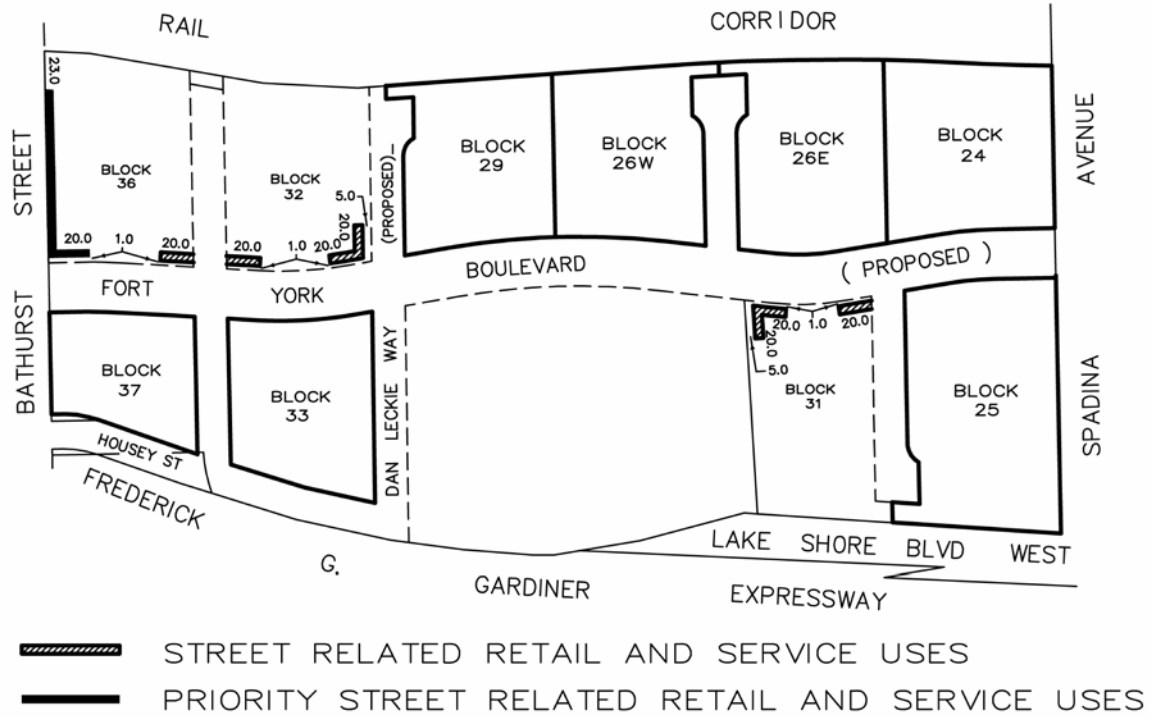 RAIL
CORRIDOR
STREET
AVENUE
23.0
BLOCK
36
BLOCK
32
(PROPOSED)
BLOCK
29
BLOCK
26W
BLOCK
26E
BLOCK
24
5.0
20.0
20.0
1.0
20.0
20.0
1.0
20.0
FORT
YORK
BOULEVARD
( PROPOSED )
BATHURST
BLOCK
37
BLOCK
33
DAN LECKIE WAY
20.0
1.0
20.0
20.0
5.0
BLOCK
31
BLOCK
25
SPADINA
HOUSEY ST
FREDERICK
G.
GARDINER
EXPRESSWAY
LAKE SHORE BLVD WEST
STREET RELATED RETAIL AND SERVICE USES
PRIORITY STREET RELATED RETAIL AND SERVICE USES